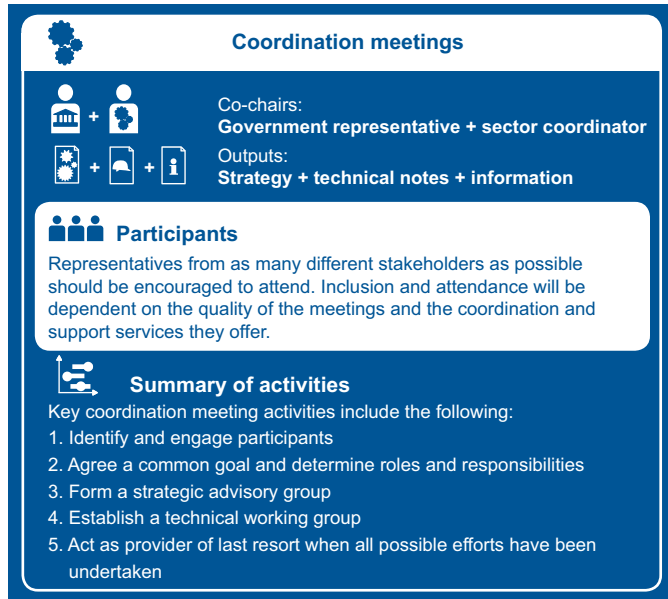 Coordination meetings
+
Co-chairs:
Government representative + sector coordinator
+ + i
Outputs:
Strategy + technical notes + information
Participants
Representatives from as many different stakeholders as possible
should be encouraged to attend. Inclusion and attendance will be
dependent on the quality of the meetings and the coordination and
support services they offer.
Summary of activities
Key coordination meeting activities include the following:
1. Identify and engage participants
2. Agree a common goal and determine roles and responsibilities
3. Form a strategic advisory group
4. Establish a technical working group
5. Act as provider of last resort when all possible efforts have been
undertaken